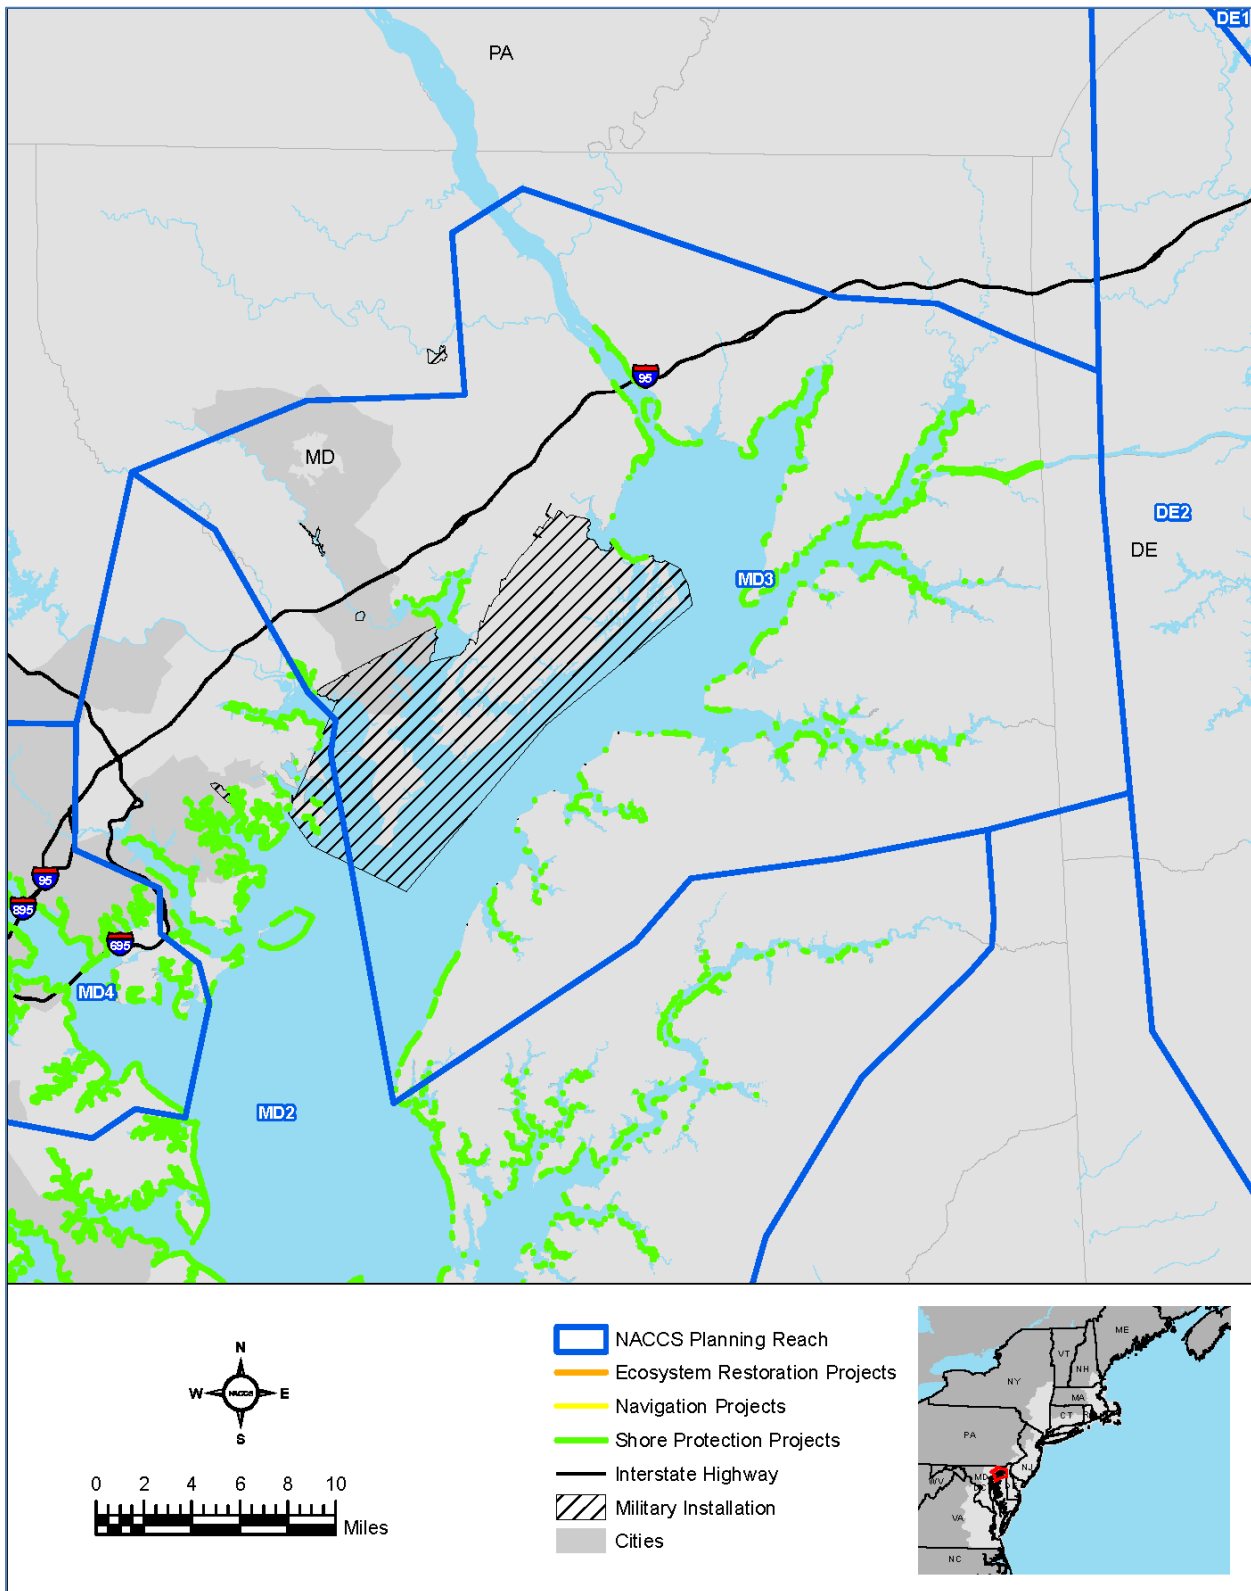 DE1
PA
95
MD
DE2
DE
MD3
95
895
695
MD4
MD2
N
W NACCS E
S
0 2 4 6 8 10
Miles
NACCS Planning Reach
Ecosystem Restoration Projects
Navigation Projects
Shore Protection Projects
Interstate Highway
Military Installation
Cities
ME
VT
NH
NY
MA
CT
PA
NJ
MD
WV
VA
NC